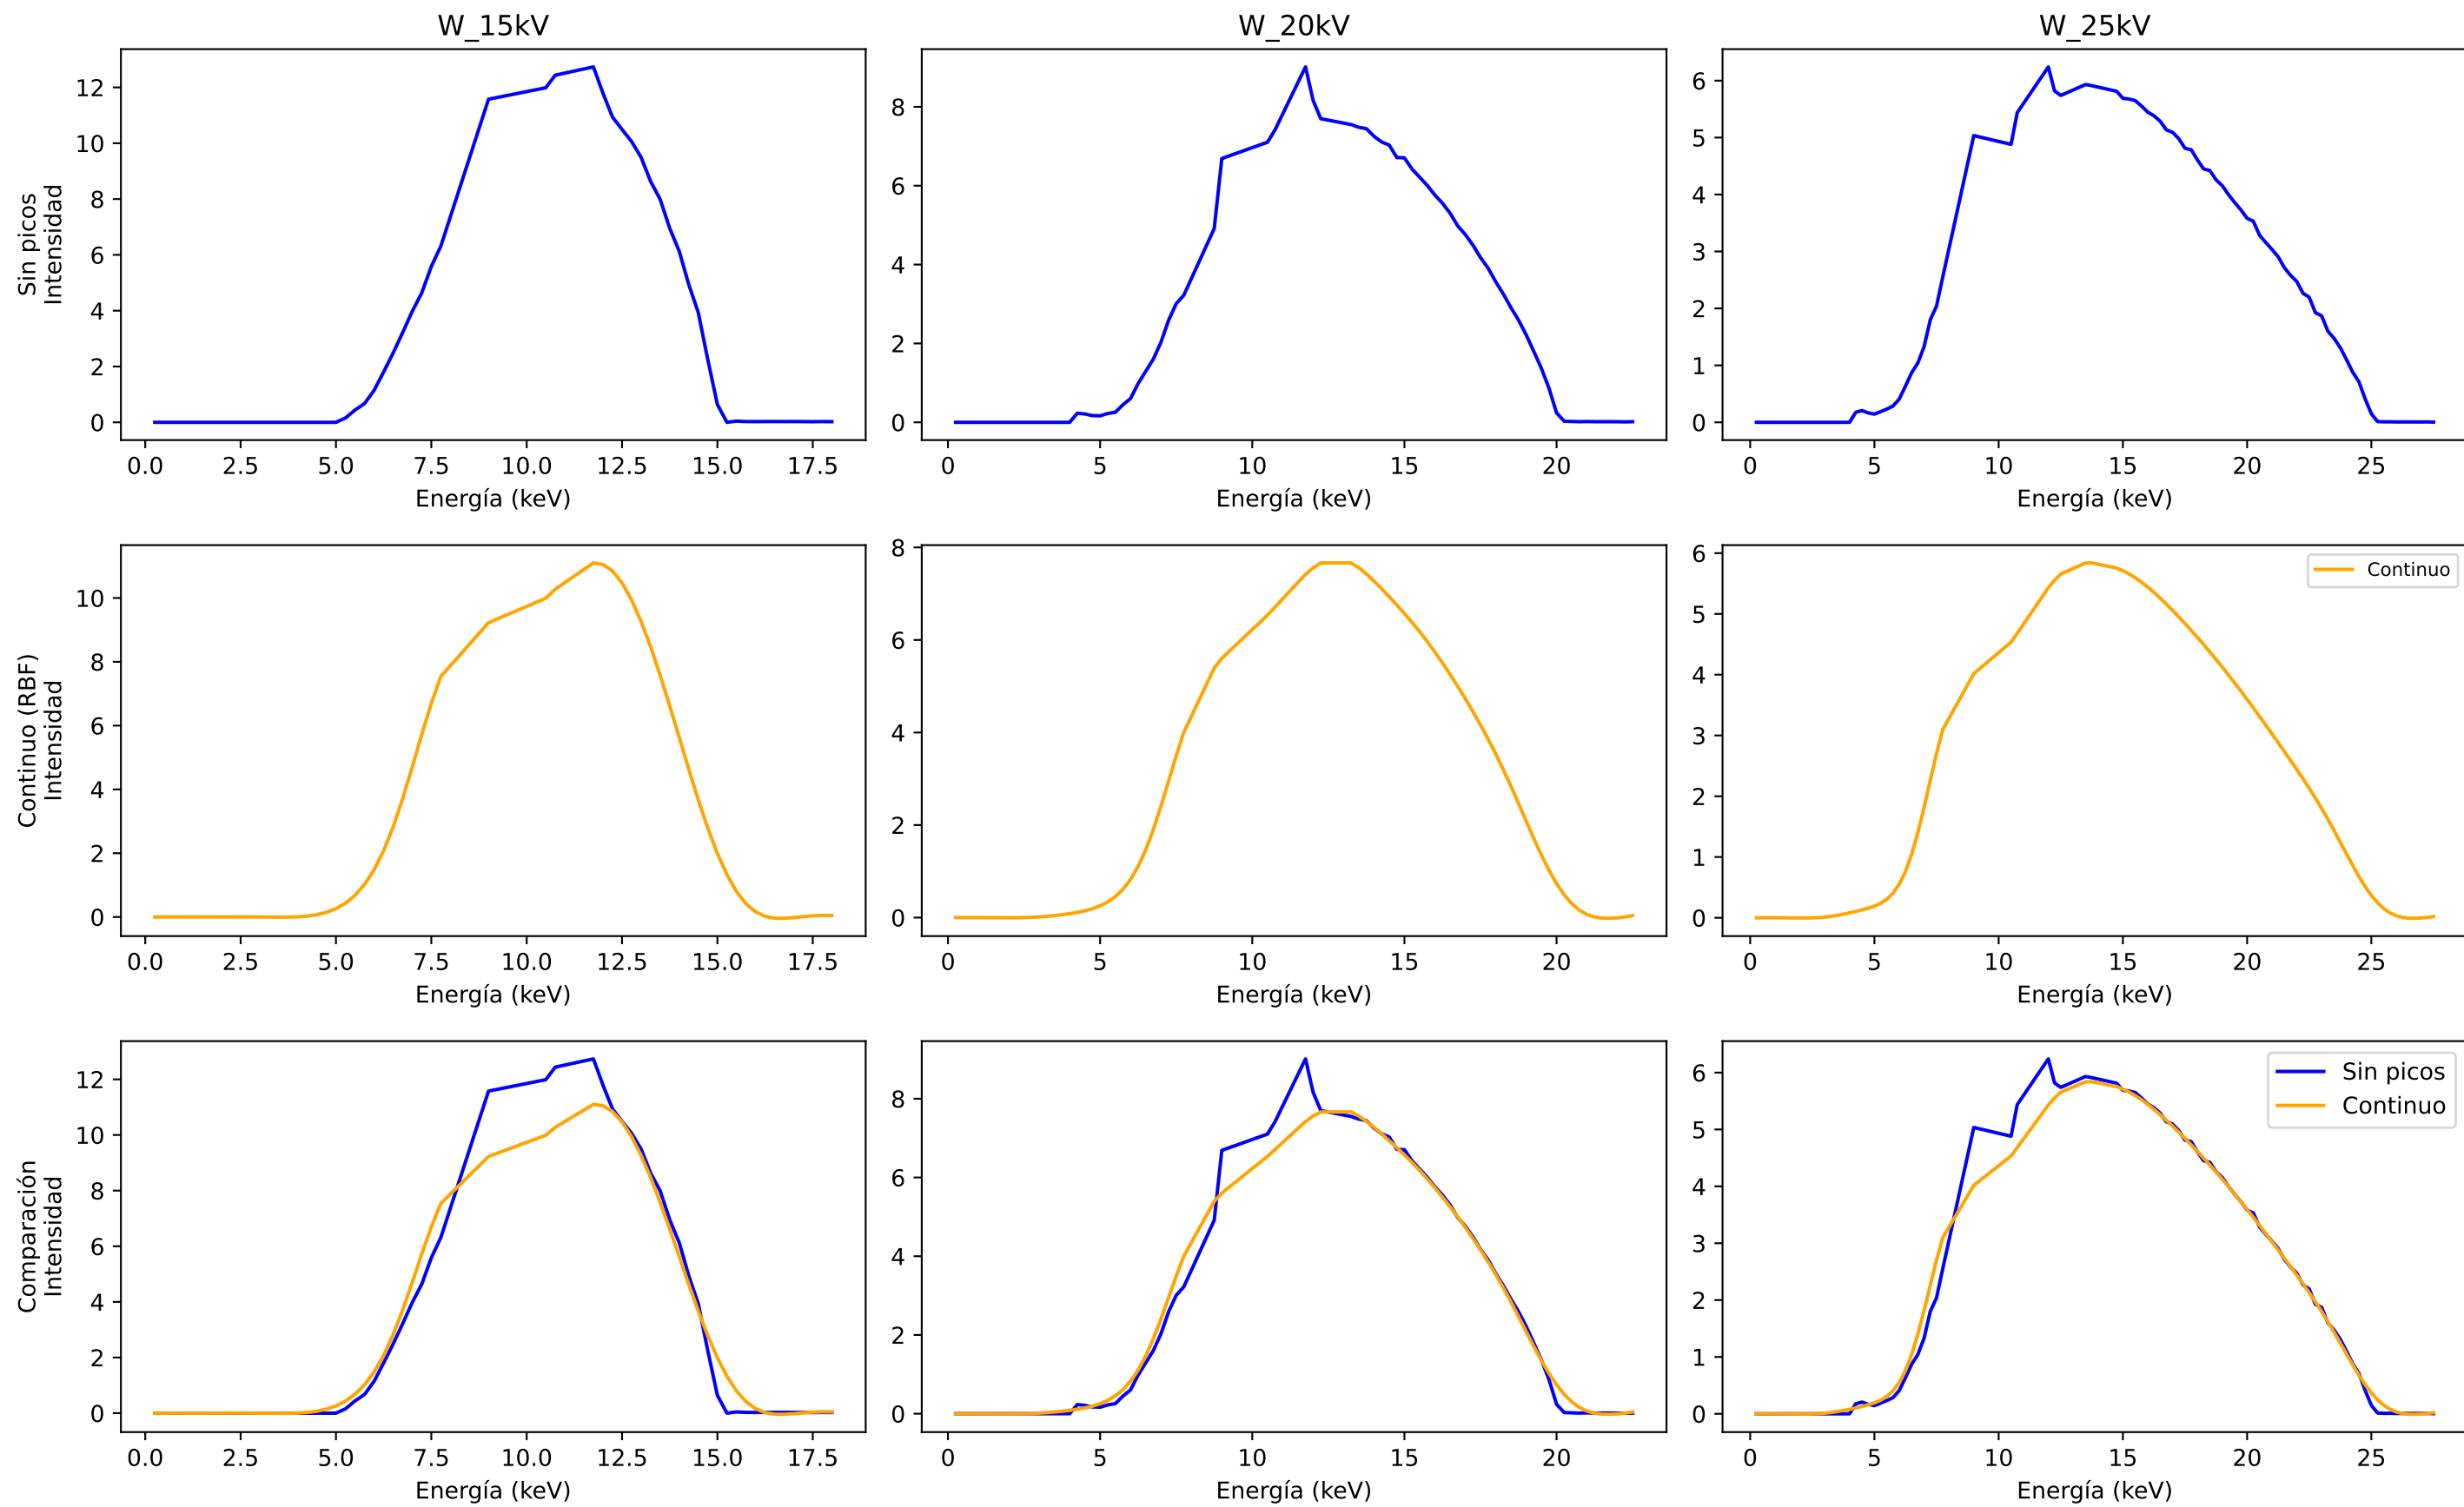 W_15kV
W_20kV
W_25kV
Sin picos
Intensidad
12
10
8
6
4
2
0
0.0 2.5 5.0 7.5 10.0 12.5 15.0 17.5
Energía (keV)
8
6
4
2
0
0 5 10 15 20
Energía (keV)
6
5
4
3
2
1
0
0 5 10 15 20 25
Energía (keV)
Continuo (RBF)
Intensidad
10
8
6
4
2
0
0.0 2.5 5.0 7.5 10.0 12.5 15.0 17.5
Energía (keV)
8
6
4
2
0
0 5 10 15 20
Energía (keV)
Continuo
6
5
4
3
2
1
0
0 5 10 15 20 25
Energía (keV)
Comparación
Intensidad
12
10
8
6
4
2
0
0.0 2.5 5.0 7.5 10.0 12.5 15.0 17.5
Energía (keV)
8
6
4
2
0
0 5 10 15 20
Energía (keV)
Sin picos
Continuo
6
5
4
3
2
1
0
0 5 10 15 20 25
Energía (keV)